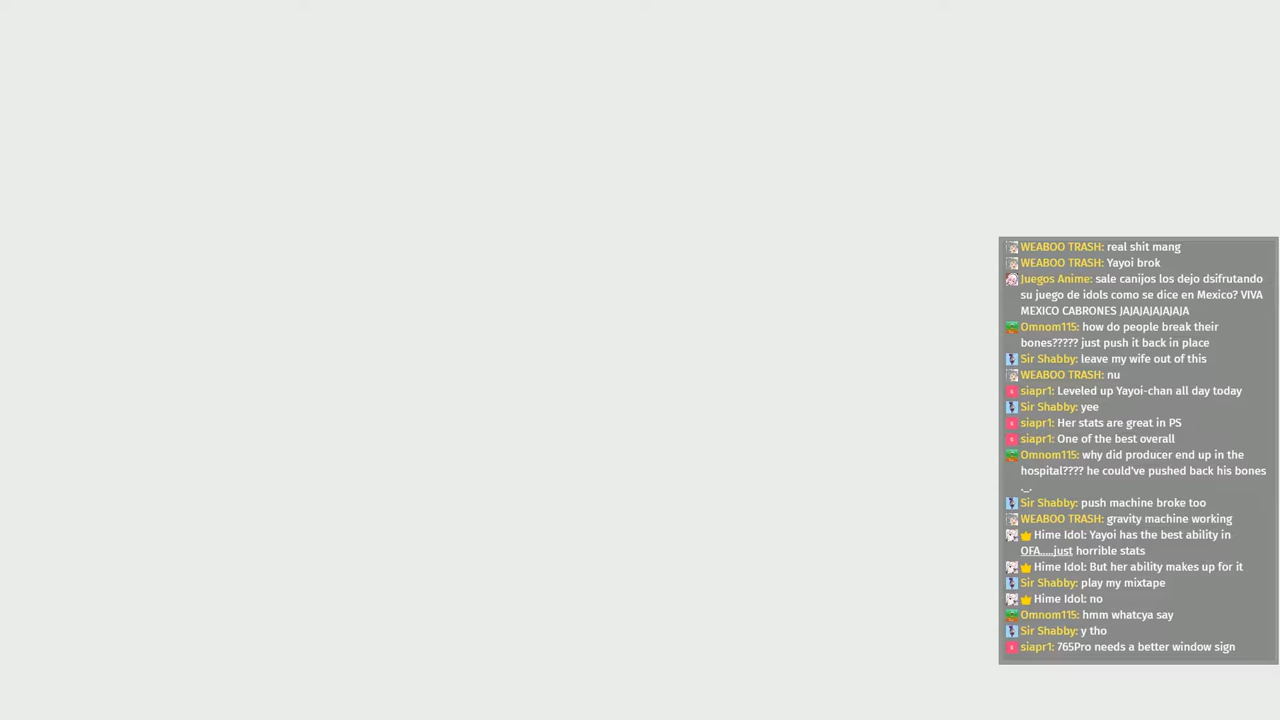 WEABOO TRASH: real shit mang
WEABOO TRASH: Yayoi brok
Juegos Anime: sale canijos los dejo dsifrutando
su juego de idols como se dice en Mexico? VIVA
MEXICO CABRONES JAJAJAJAJAJA
Omnom115: how do people break their
bones????? just push it back in place
Sir Shabby: leave my wife out of this
WEABOO TRASH: nu
siapr1: Leveled up Yayoi-chan all day today
Sir Shabby: yee
siapr1: Her stats are great in PS
siapr1: One of the best overall
Omnom115: why did producer end up in the
hospital???? he could've pushed back his bones
._.
Sir Shabby: push machine broke too
WEABOO TRASH: gravity machine working
Hime Idol: Yayoi has the best ability in
OFA.....just horrible stats
Hime Idol: But her ability makes up for it
Sir Shabby: play my mixtape
Hime Idol: no
Omnom115: hmm whatcya say
Sir Shabby: y tho
siapr1: 765Pro needs a better window sign